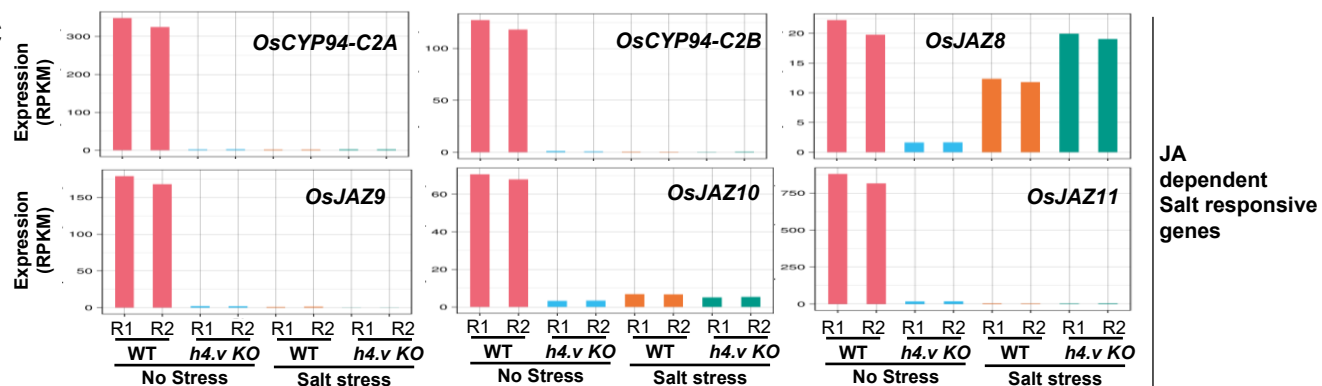 OsCYP94-C2A
OsCYP94-C2B
OsJAZ8
Expression
(RPKM)
300
200
100
0
100
50
0
20
15
10
5
0
OsJAZ9
OsJAZ10
OsJAZ11
Expression
(RPKM)
150
100
50
0
60
40
20
0
750
500
250
0
R1 R2 R1 R2 R1 R2 R1 R2
WT h4.v KO WT h4.v KO
No Stress Salt stress
R1 R2 R1 R2 R1 R2 R1 R2
WT h4.v KO WT h4.v KO
No Stress Salt stress
R1 R2 R1 R2 R1 R2 R1 R2
WT h4.v KO WT h4.v KO
No Stress Salt stress
JA
dependent
Salt responsive
genes